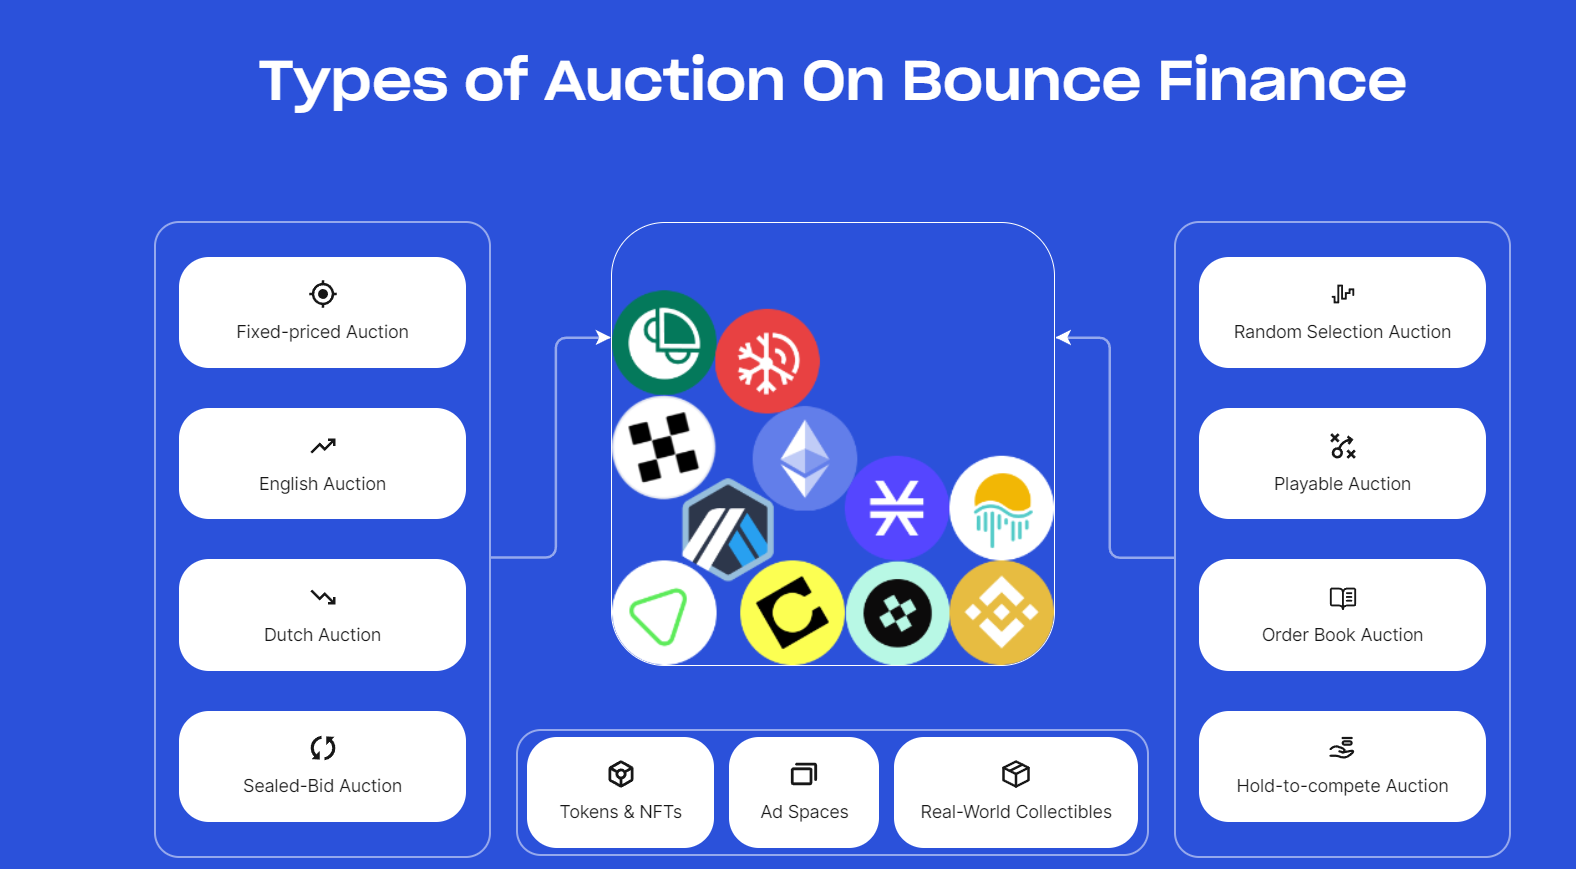 Types of Auction On Bounce Finance
Fixed-priced Auction
English Auction
Dutch Auction
Sealed-Bid Auction
Random Selection Auction
Playable Auction
Order Book Auction
Hold-to-compete Auction
Tokens & NFTs
Ad Spaces
Real-World Collectibles